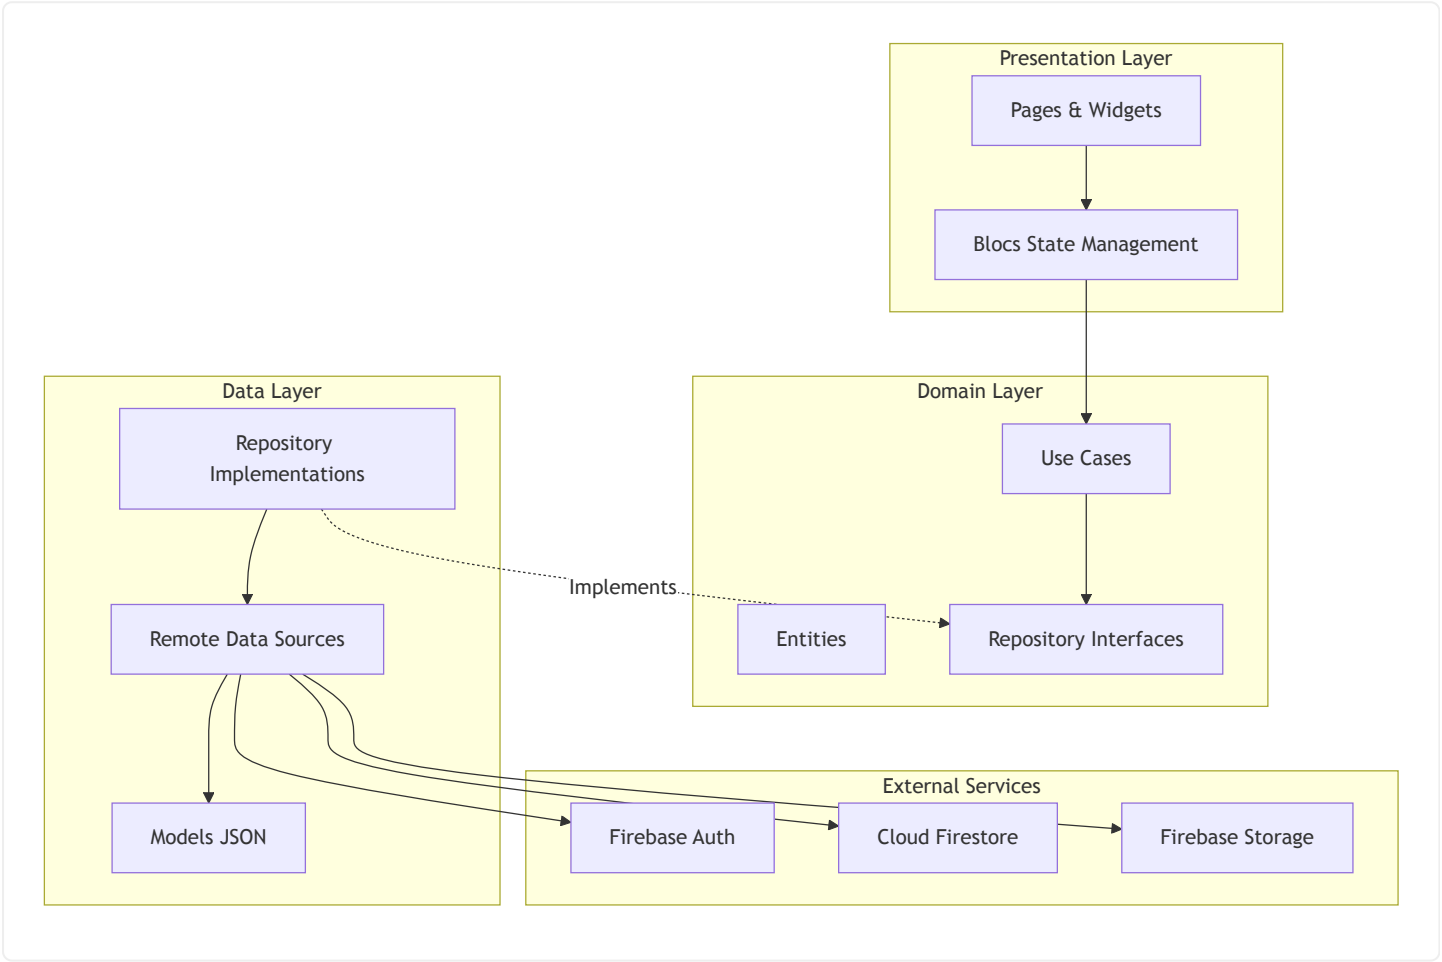 Presentation Layer
Pages & Widgets
Blocs State Management
Data Layer
Repository
Implementations
Remote Data Sources
Models JSON
Implements
Domain Layer
Use Cases
Entities
Repository Interfaces
External Services
Firebase Auth
Cloud Firestore
Firebase Storage